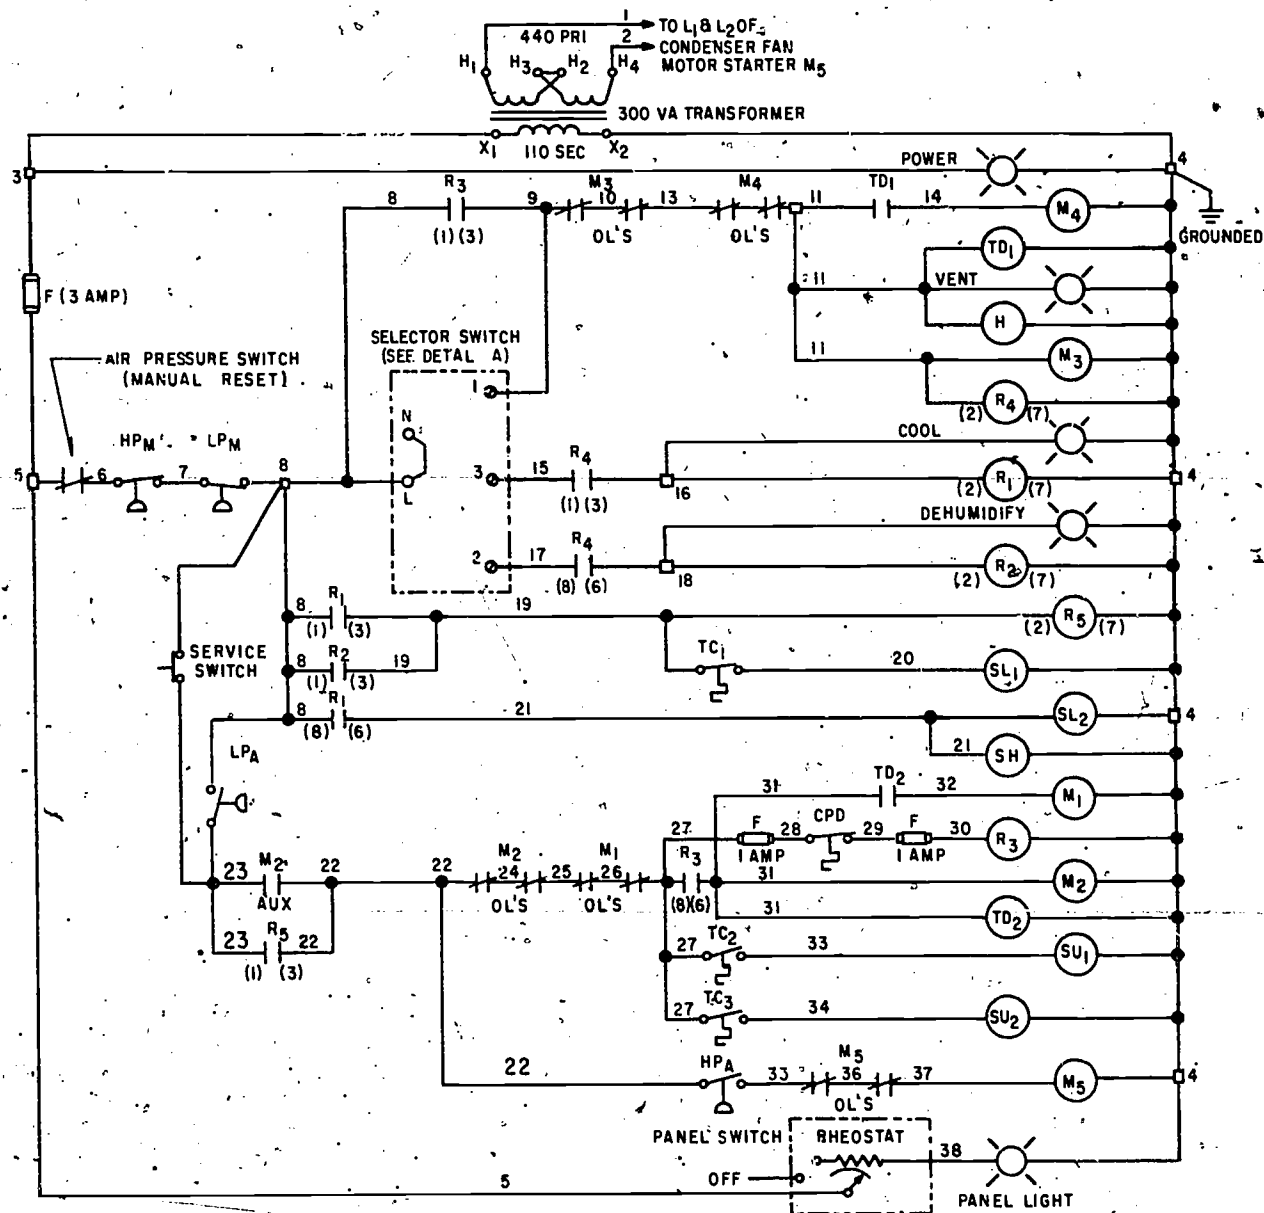 1
TO L1 & L2 OF
440 PRI
2
CONDENSER FAN
H1 H3 H2 H4
MOTOR STARTER M5
300 VA TRANSFORMER
X1 110 SEC X2
POWER
4
3
8 R3 9 M3 10 13 M4 11 TD1 14 M4
(1) (3) OL'S OL'S
GROUNDED
TD1
F (3 AMP)
11 VENT
H
SELECTOR SWITCH
(SEE DETAL A)
11 M3
AIR PRESSURE SWITCH
(MANUAL RESET)
1
(2) R4 (7)
N
COOL
HPM LPM
5 6 7 8 L 3 15 R4 16 (2) R1 (7) 4
(1) (3)
DEHUMIDIFY
2 17 R4 18 (2) R2 (7)
(8) (6)
8 R1 19 (2) R5 (7)
(1) (3)
SERVICE
SWITCH
8 R2 19 TC1 20 SL1
(1) (3)
8 R1 21 SL2 4
(8) (6)
21 SH
LPA
31 TD2 32 M1
27 F 28 CPD 29 F 30 R3
1 AMP 1 AMP
23 M2 22 22 M2 24 25 M1 26 R3 31 M2
AUX OL'S OL'S (8)(6)
31 TD2
23 R5 22
(1) (3)
27 TC2 33 SU1
27 TC3 34 SU2
22 HPA 33 M5 36 37 M5 4
OL'S
PANEL SWITCH RHEOSTAT
38
OFF
5
PANEL LIGHT